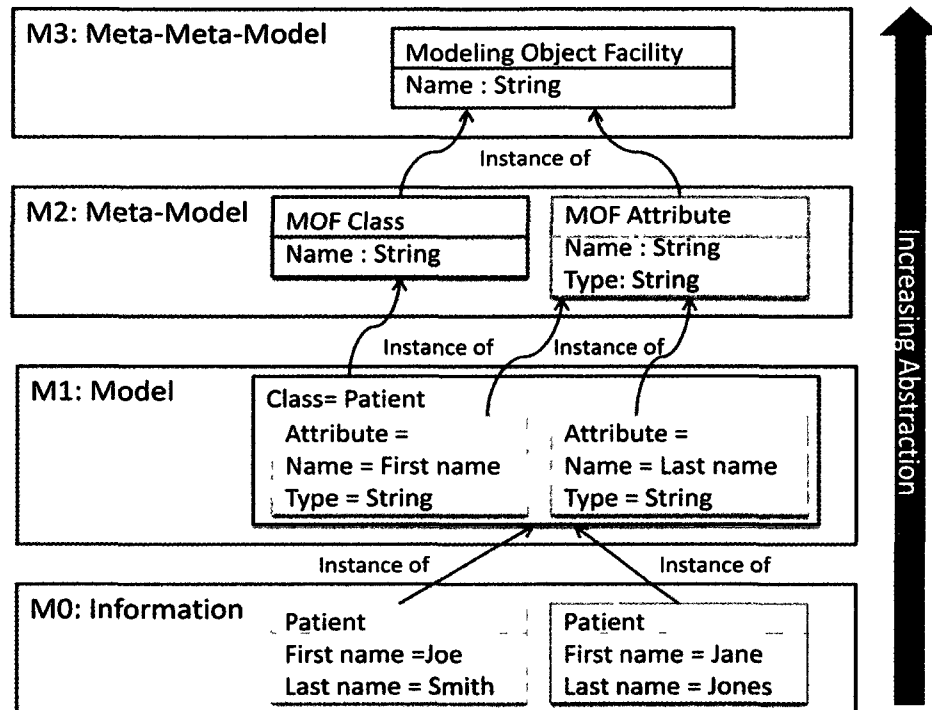 M3: Meta-Meta-Model
Modeling Object Facility
Name : String
Instance of
M2: Meta-Model
MOF Class
Name : String
MOF Attribute
Name : String
Type: String
Instance of
Instance of
M1: Model
Class= Patient
Attribute =
Name = First name
Type = String
Attribute =
Name = Last name
Type = String
Instance of
Instance of
M0: Information
Patient
First name =Joe
Last name = Smith
Patient
First name = Jane
Last name = Jones
Increasing Abstraction